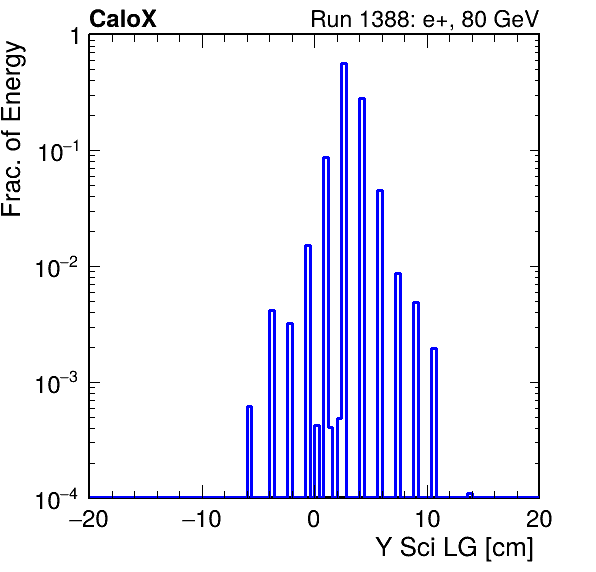 CaloX Run 1388: e+, 80 GeV
Frac. of Energy
1
10⁻¹
10⁻²
10⁻³
10⁻⁴
−20 −10 0 10 20
Y Sci LG [cm]